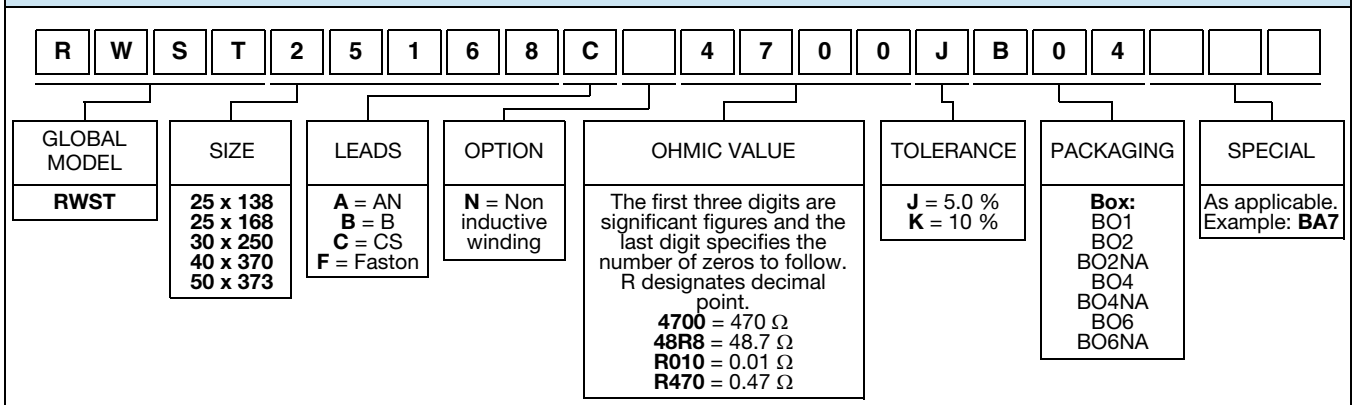 R W S T 2 5 1 6 8 C 4 7 0 0 J B 0 4
GLOBAL
MODEL
RWST
SIZE
25 x 138
25 x 168
30 x 250
40 x 370
50 x 373
LEADS
A = AN
B = B
C = CS
F = Faston
OPTION
N = Non
inductive
winding
OHMIC VALUE
The first three digits are
significant figures and the
last digit specifies the
number of zeros to follow.
R designates decimal
point.
4700 = 470 Ω
48R8 = 48.7 Ω
R010 = 0.01 Ω
R470 = 0.47 Ω
TOLERANCE
J = 5.0 %
K = 10 %
PACKAGING
Box:
BO1
BO2
BO2NA
BO4
BO4NA
BO6
BO6NA
SPECIAL
As applicable.
Example: BA7